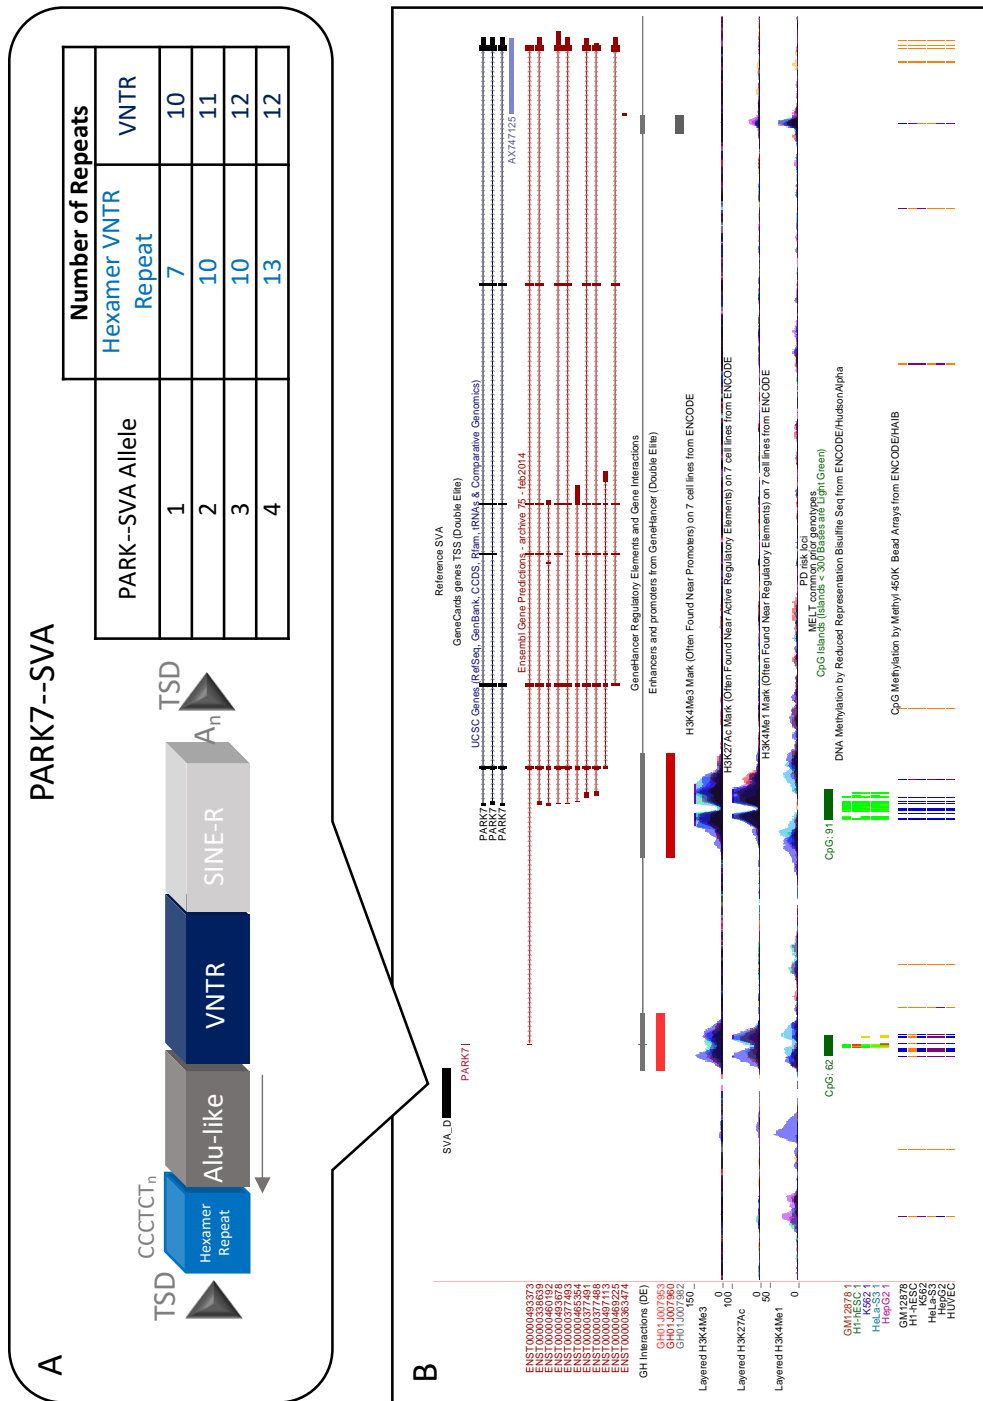 A
PARK7--SVA
TSD
CCCTCTn
Hexamer
Repeat
Alu-like
VNTR
SINE-R
An
TSD
Number of Repeats
PARK--SVA Allele
Hexamer VNTR
Repeat
VNTR
1 7 10
2 10 11
3 10 12
4 13 12
B
Reference SVA
SVA_D
GeneCards genes TSS (Double Elite)
PARK7
UCSC Genes (RefSeq, GenBank, CCDS, Rfam, tRNAs & Comparative Genomics)
PARK7
PARK7
PARK7
AX747125
Ensembl Gene Predictions - archive 75 - feb2014
ENST00000493373
ENST00000338639
ENST00000460192
ENST00000493678
ENST00000377493
ENST00000465354
ENST00000377491
ENST00000377488
ENST00000497113
ENST00000469225
ENST00000363474
GeneHancer Regulatory Elements and Gene Interactions
GH Interactions (DE)
Enhancers and promoters from GeneHancer (Double Elite)
GH01J007953
GH01J007960
GH01J007982
H3K4Me3 Mark (Often Found Near Promoters) on 7 cell lines from ENCODE
150
Layered H3K4Me3
0
H3K27Ac Mark (Often Found Near Active Regulatory Elements) on 7 cell lines from ENCODE
100
Layered H3K27Ac
0
H3K4Me1 Mark (Often Found Near Regulatory Elements) on 7 cell lines from ENCODE
50
Layered H3K4Me1
0
PD risk loci
MELT common prior genotypes
CpG Islands (Islands < 300 Bases are Light Green)
CpG: 62
CpG: 91
DNA Methylation by Reduced Representation Bisulfite Seq from ENCODE/HudsonAlpha
GM12878 1
H1-hESC 1
K562 1
HeLa-S3 1
HepG2 1
CpG Methylation by Methyl 450K Bead Arrays from ENCODE/HAIB
GM12878
H1-hESC
K562
HeLa-S3
HepG2
HUVEC